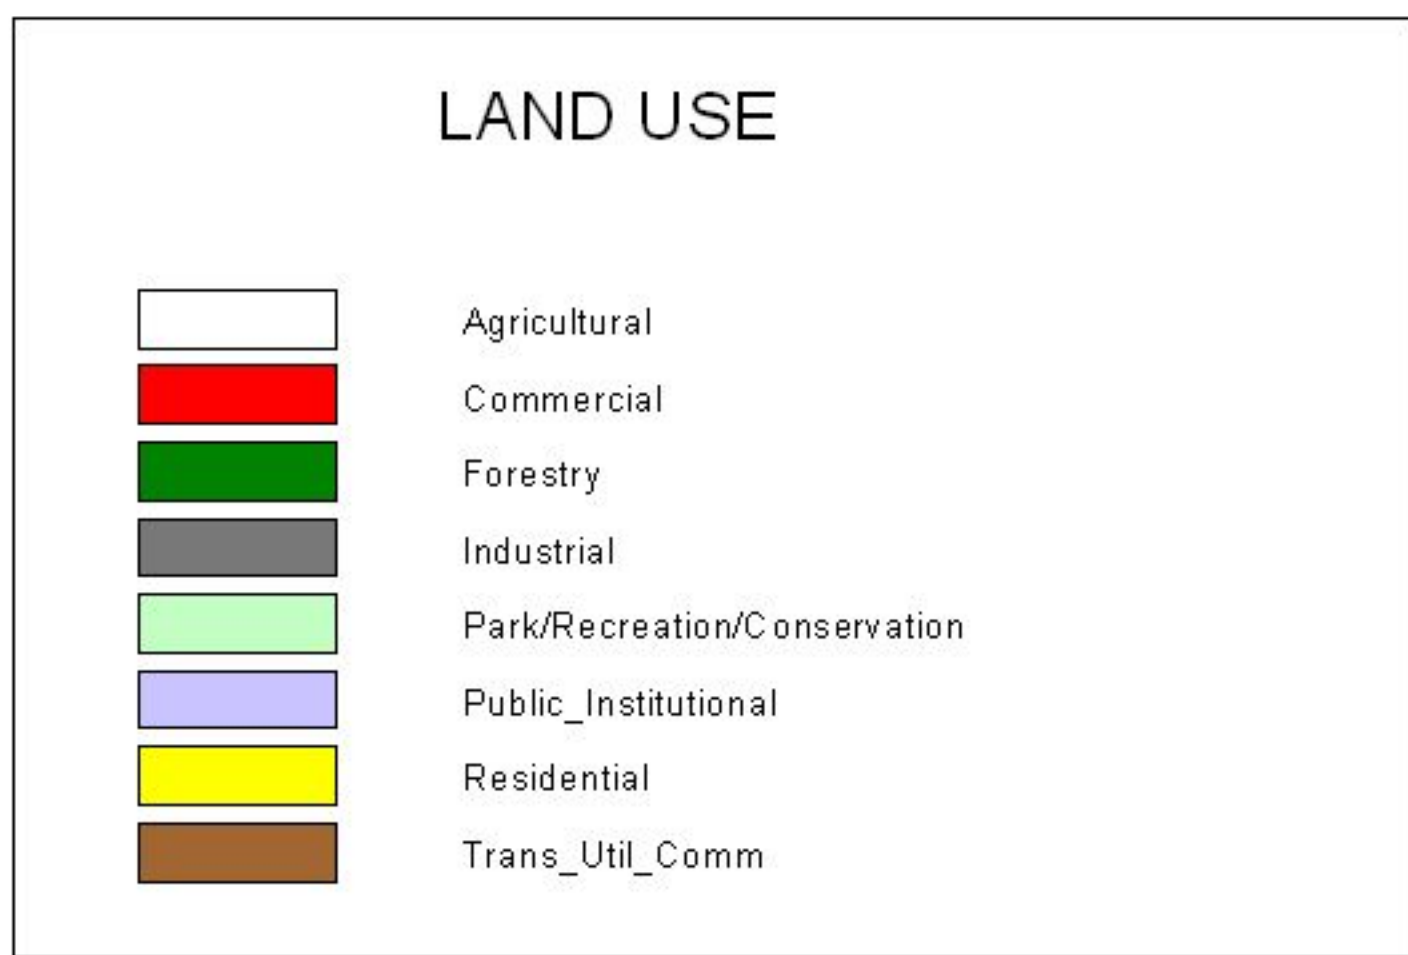 LAND USE
Agricultural
Commercial
Forestry
Industrial
Park/Recreation/Conservation
Public_Institutional
Residential
Trans_Util_Comm